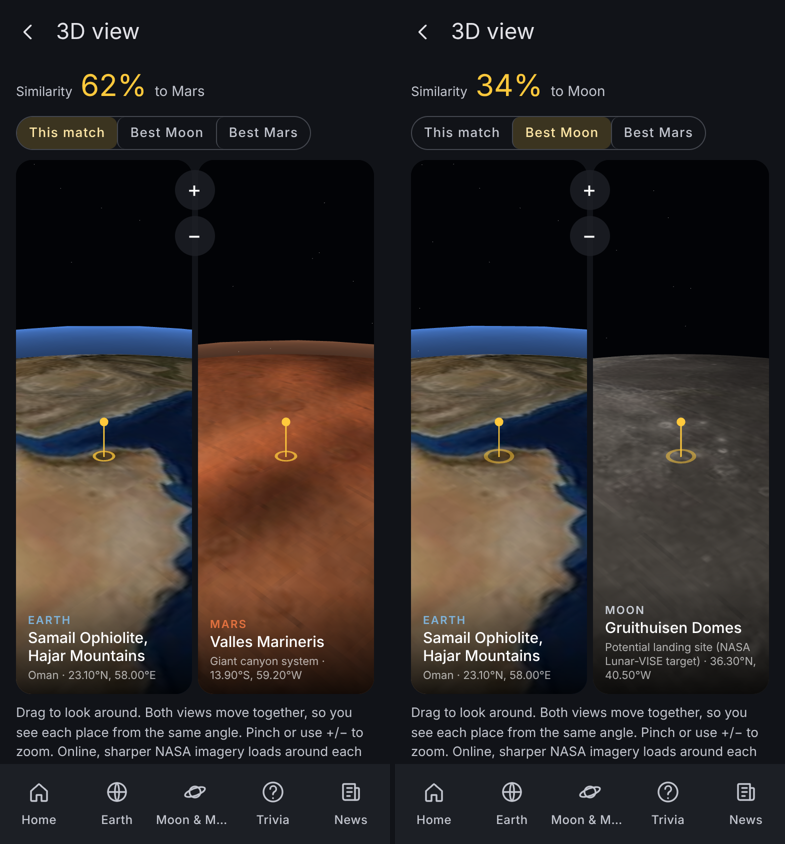 3D view
Similarity 62% to Mars
This match
Best Moon
Best Mars
+
−
EARTH
Samail Ophiolite,
Hajar Mountains
Oman · 23.10°N, 58.00°E
MARS
Valles Marineris
Giant canyon system ·
13.90°S, 59.20°W
Drag to look around. Both views move together, so you
see each place from the same angle. Pinch or use +/− to
zoom. Online, sharper NASA imagery loads around each
Home
Earth
Moon & M...
Trivia
News
3D view
Similarity 34% to Moon
This match
Best Moon
Best Mars
+
−
EARTH
Samail Ophiolite,
Hajar Mountains
Oman · 23.10°N, 58.00°E
MOON
Gruithuisen Domes
Potential landing site (NASA
Lunar-VISE target) · 36.30°N,
40.50°W
Drag to look around. Both views move together, so you
see each place from the same angle. Pinch or use +/− to
zoom. Online, sharper NASA imagery loads around each
Home
Earth
Moon & M...
Trivia
News